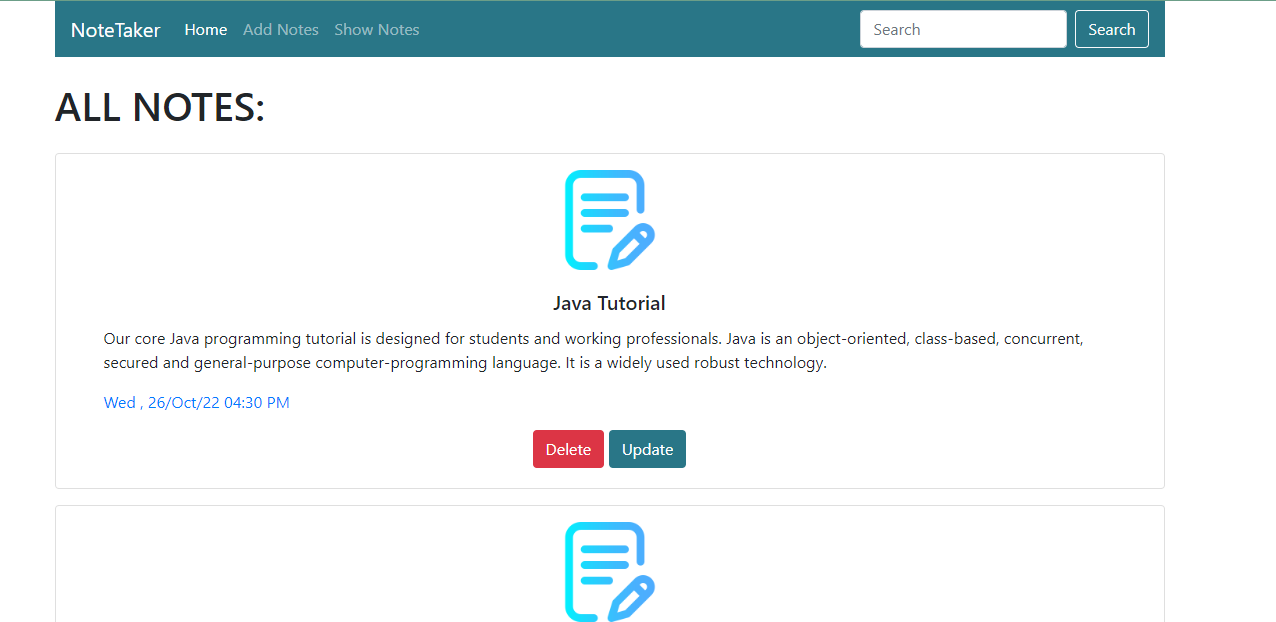 NoteTaker Home Add Notes Show Notes Search Search
ALL NOTES:
Java Tutorial
Our core Java programming tutorial is designed for students and working professionals. Java is an object-oriented, class-based, concurrent,
secured and general-purpose computer-programming language. It is a widely used robust technology.
Wed , 26/Oct/22 04:30 PM
Delete Update